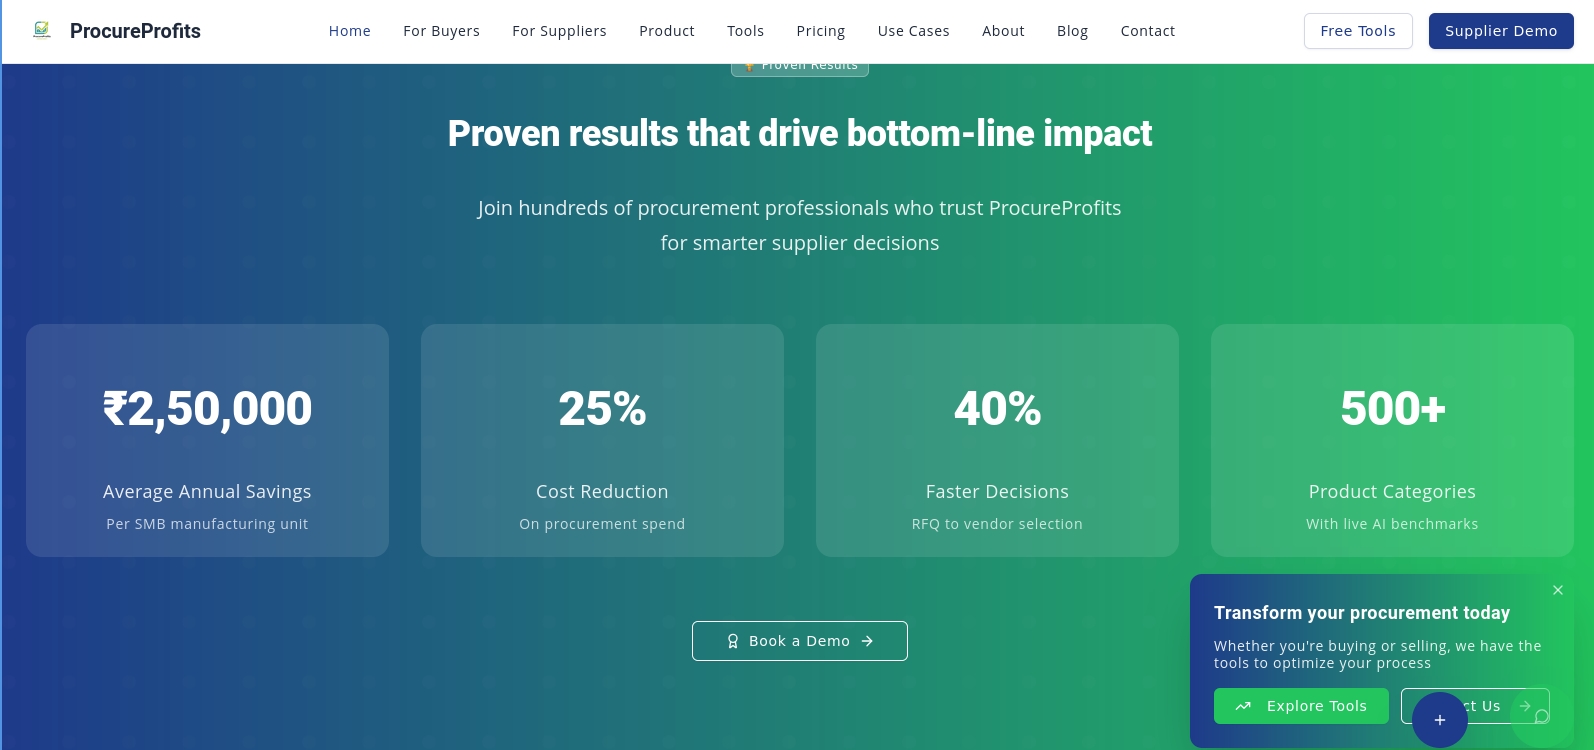 ProcureProfits
Home For Buyers For Suppliers Product Tools Pricing Use Cases About Blog Contact
Free Tools Supplier Demo
Proven Results
Proven results that drive bottom-line impact
Join hundreds of procurement professionals who trust ProcureProfits
for smarter supplier decisions
₹2,50,000
Average Annual Savings
Per SMB manufacturing unit
25%
Cost Reduction
On procurement spend
40%
Faster Decisions
RFQ to vendor selection
500+
Product Categories
With live AI benchmarks
Book a Demo
Transform your procurement today
Whether you're buying or selling, we have the
tools to optimize your process
Explore Tools
ct Us